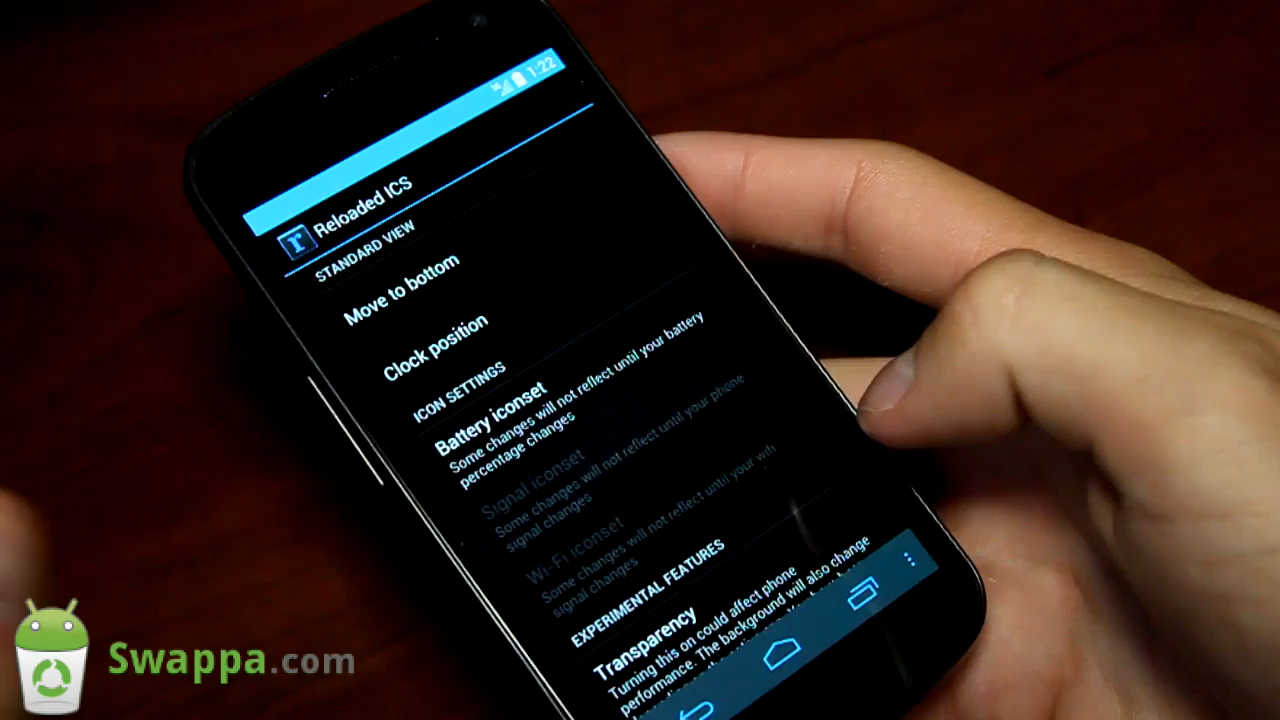 3G 1:22
Reloaded ICS
STANDARD VIEW
Move to bottom
Clock position
ICON SETTINGS
Battery iconset
Some changes will not reflect until your battery
percentage changes
Signal iconset
Some changes will not reflect until your phone
signal changes
Wi-Fi iconset
Some changes will not reflect until your wifi
signal changes
EXPERIMENTAL FEATURES
Transparency
Turning this on could affect phone
performance. The background will also change
Swappa.com